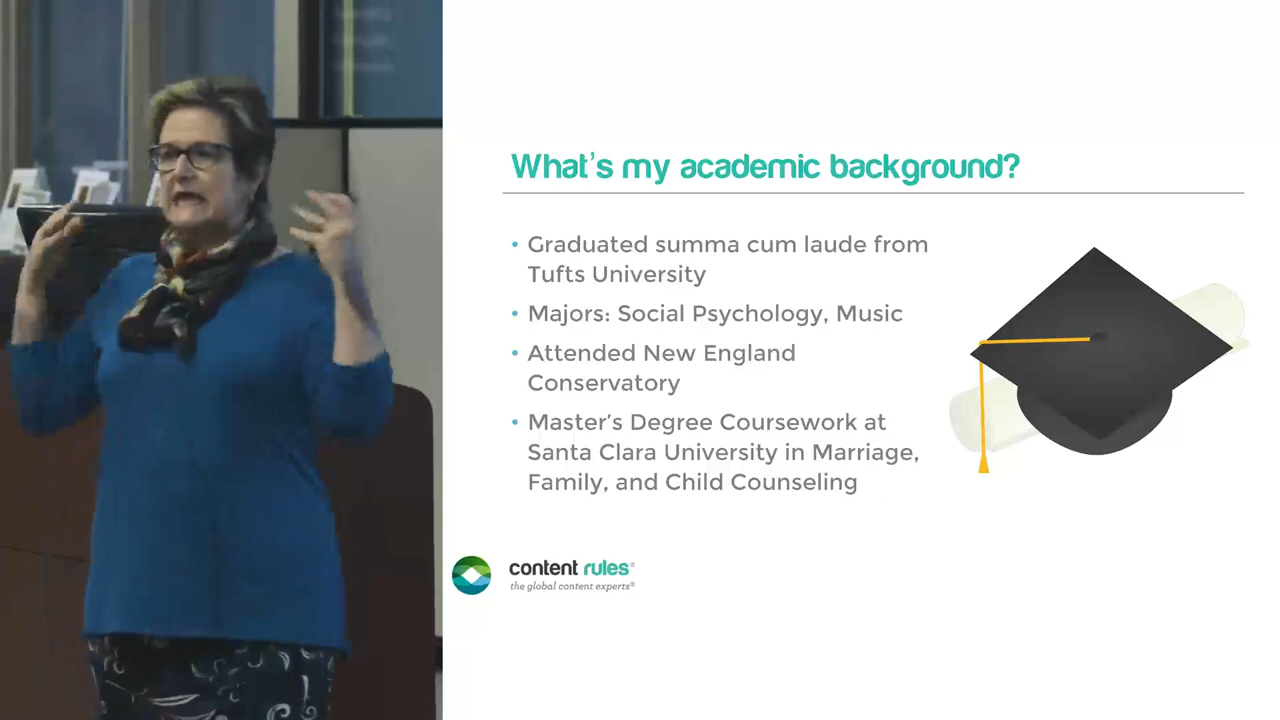 What's my academic background?
• Graduated summa cum laude from
Tufts University
• Majors: Social Psychology, Music
• Attended New England
Conservatory
• Master's Degree Coursework at
Santa Clara University in Marriage,
Family, and Child Counseling
content rules®
the global content experts®